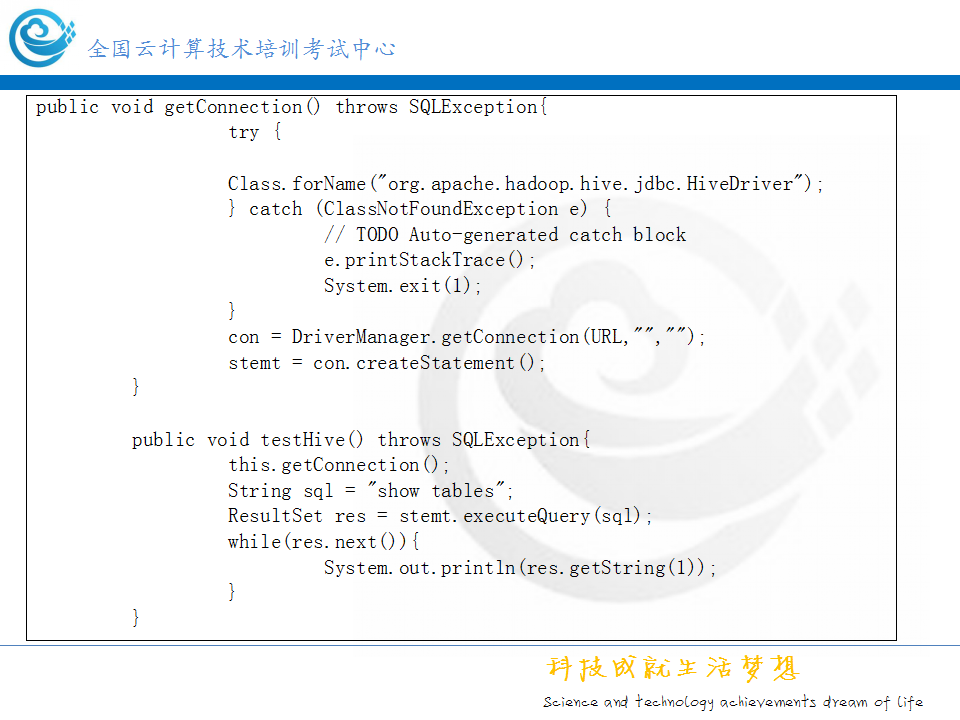 全国云计算技术培训考试中心
public void getConnection() throws SQLException{
try {
Class.forName("org.apache.hadoop.hive.jdbc.HiveDriver");
} catch (ClassNotFoundException e) {
// TODO Auto-generated catch block
e.printStackTrace();
System.exit(1);
}
con = DriverManager.getConnection(URL,"","");
stemt = con.createStatement();
}
public void testHive() throws SQLException{
this.getConnection();
String sql = "show tables";
ResultSet res = stemt.executeQuery(sql);
while(res.next()){
System.out.println(res.getString(1));
}
}
科技成就生活梦想
Science and technology achievements dream of life